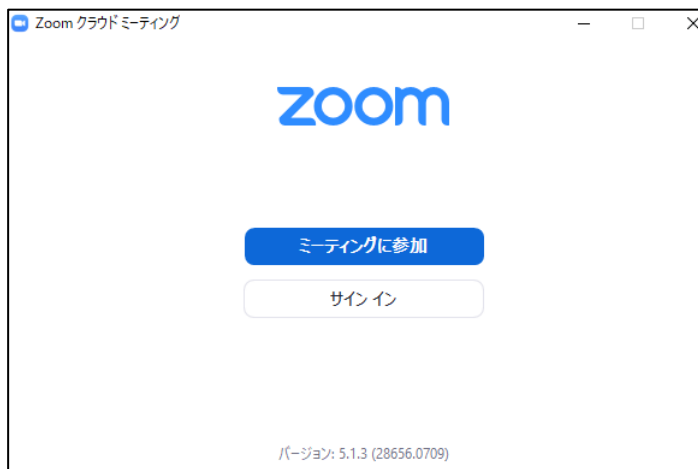 Zoom クラウド ミーティング
zoom
ミーティングに参加
サイン イン
バージョン: 5.1.3 (28656.0709)